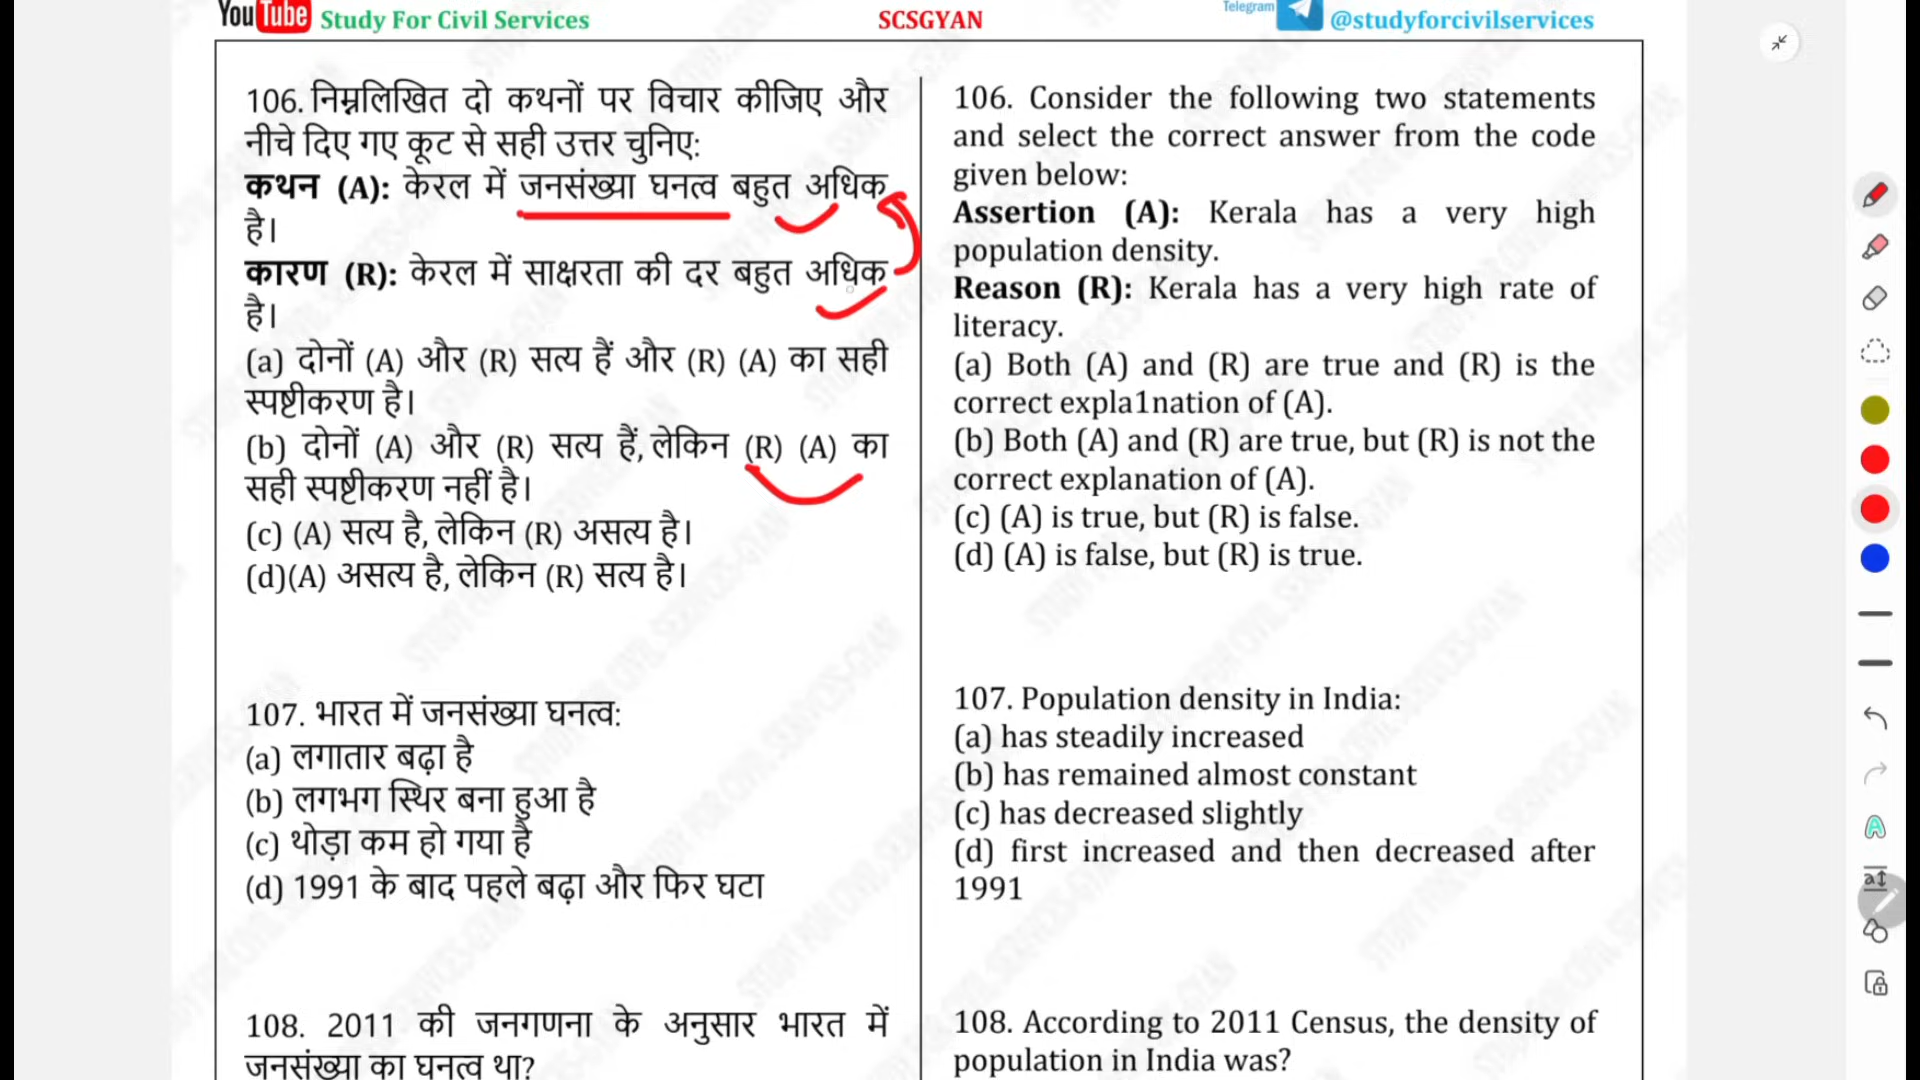 YouTube Study For Civil Services
SCSGYAN
Telegram @studyforcivilservices
106. निम्नलिखित दो कथनों पर विचार कीजिए और
नीचे दिए गए कूट से सही उत्तर चुनिए:
कथन (A): केरल में जनसंख्या घनत्व बहुत अधिक
है।
कारण (R): केरल में साक्षरता की दर बहुत अधिक
है।
(a) दोनों (A) और (R) सत्य हैं और (R) (A) का सही
स्पष्टीकरण है।
(b) दोनों (A) और (R) सत्य हैं, लेकिन (R) (A) का
सही स्पष्टीकरण नहीं है।
(c) (A) सत्य है, लेकिन (R) असत्य है।
(d)(A) असत्य है, लेकिन (R) सत्य है।
107. भारत में जनसंख्या घनत्व:
(a) लगातार बढ़ा है
(b) लगभग स्थिर बना हुआ है
(c) थोड़ा कम हो गया है
(d) 1991 के बाद पहले बढ़ा और फिर घटा
108. 2011 की जनगणना के अनुसार भारत में
जनसंख्या का घनत्व था?
106. Consider the following two statements
and select the correct answer from the code
given below:
Assertion (A): Kerala has a very high
population density.
Reason (R): Kerala has a very high rate of
literacy.
(a) Both (A) and (R) are true and (R) is the
correct expla1nation of (A).
(b) Both (A) and (R) are true, but (R) is not the
correct explanation of (A).
(c) (A) is true, but (R) is false.
(d) (A) is false, but (R) is true.
107. Population density in India:
(a) has steadily increased
(b) has remained almost constant
(c) has decreased slightly
(d) first increased and then decreased after
1991
108. According to 2011 Census, the density of
population in India was?